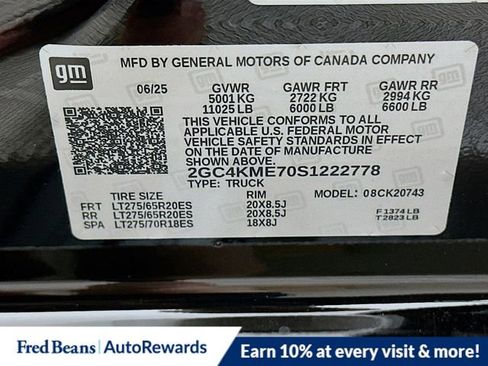 gm
MFD BY GENERAL MOTORS OF CANADA COMPANY
06/25 GVWR GAWR FRT GAWR RR
5001 KG 2722 KG 2994 KG
11025 LB 6000 LB 6600 LB
THIS VEHICLE CONFORMS TO ALL
APPLICABLE U.S. FEDERAL MOTOR
VEHICLE SAFETY STANDARDS IN EFFECT
ON THE DATE OF MANUFACTURE
SHOWN ABOVE.
2GC4KME70S1222778
TYPE: TRUCK MODEL: 08CK20743
TIRE SIZE RIM
FRT LT275/65R20ES 20X8.5J
RR LT275/65R20ES 20X8.5J F 1374 LB
SPA LT275/70R18ES 18X8J T 2823 LB
Fred Beans | AutoRewards Earn 10% at every visit & more!